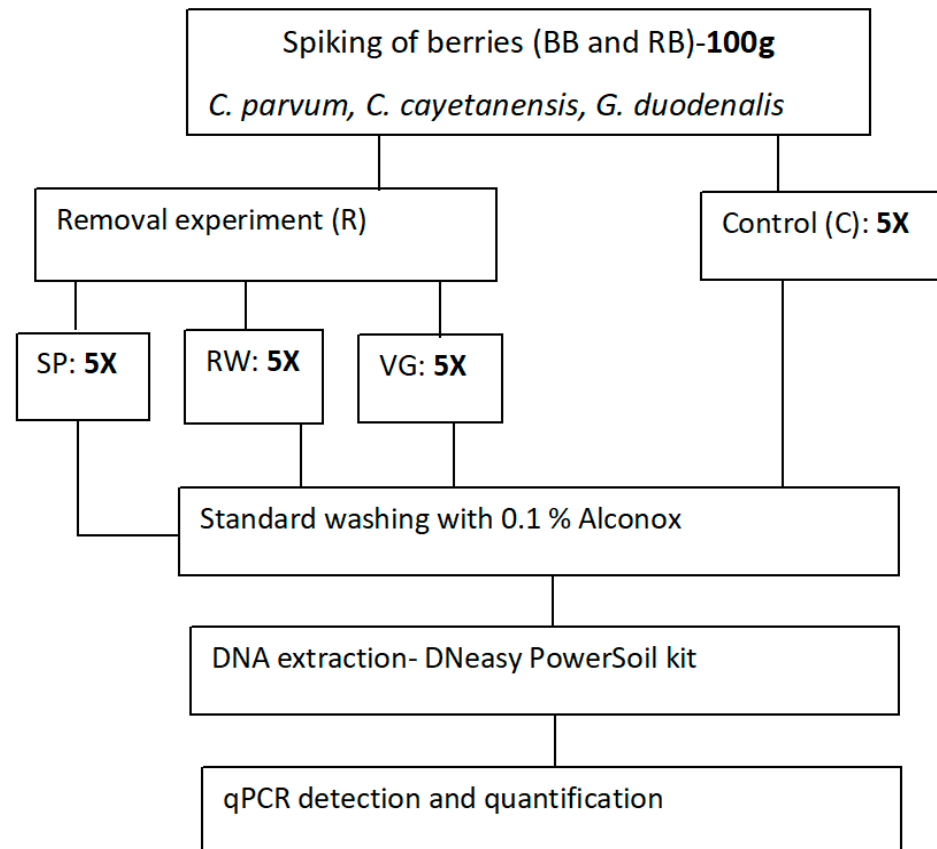 Spiking of berries (BB and RB)-100g
C. parvum, C. cayetanensis, G. duodenalis
Removal experiment (R)
Control (C): 5X
SP: 5X
RW: 5X
VG: 5X
Standard washing with 0.1 % Alconox
DNA extraction- DNeasy PowerSoil kit
qPCR detection and quantification